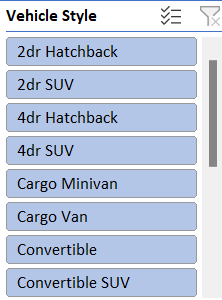 Vehicle Style
2dr Hatchback
2dr SUV
4dr Hatchback
4dr SUV
Cargo Minivan
Cargo Van
Convertible
Convertible SUV